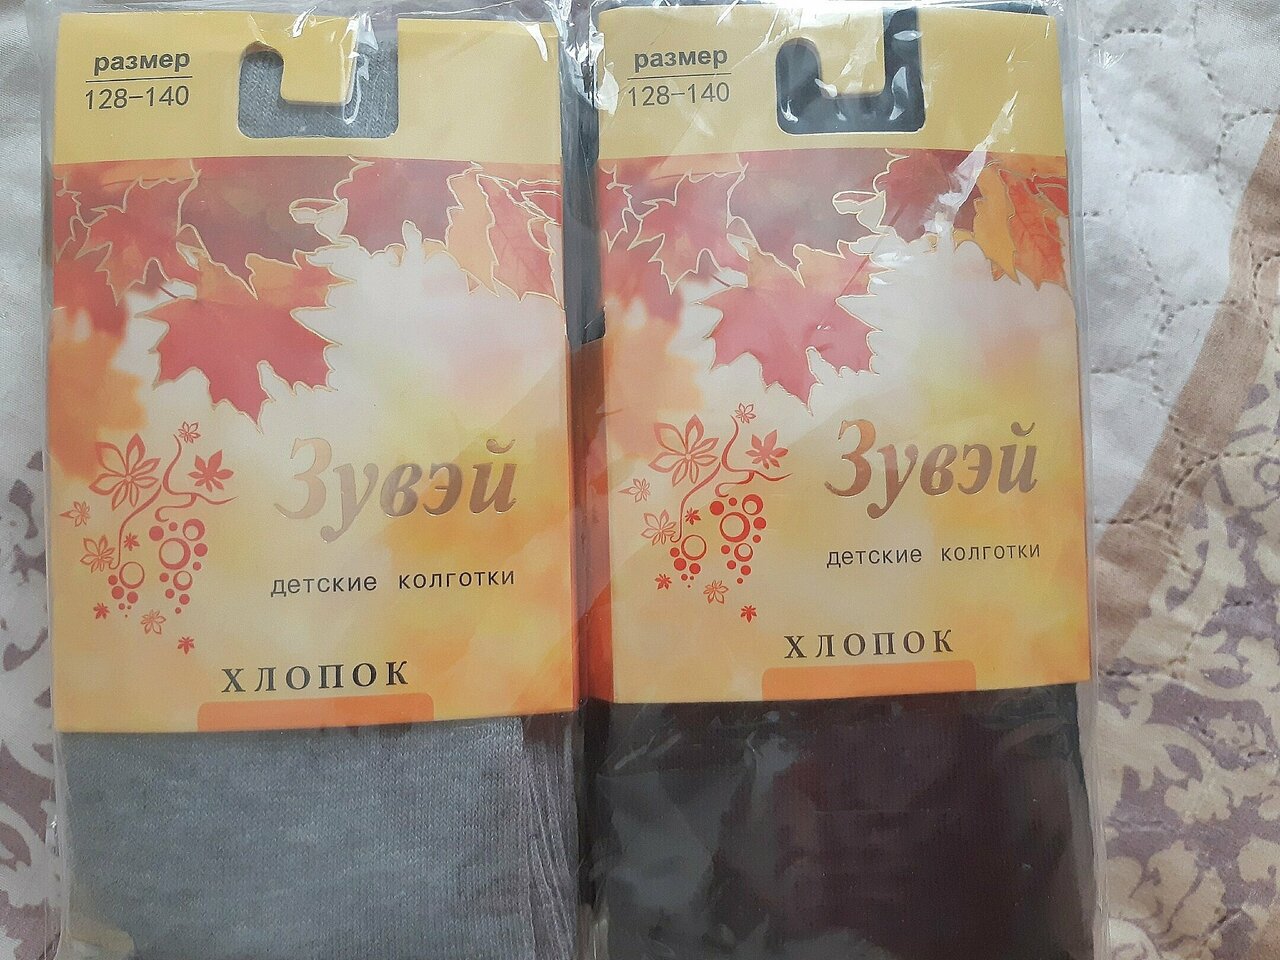 размер
128-140
Зувэй
детские колготки
ХЛОПОК
размер
128-140
Зувэй
детские колготки
ХЛОПОК